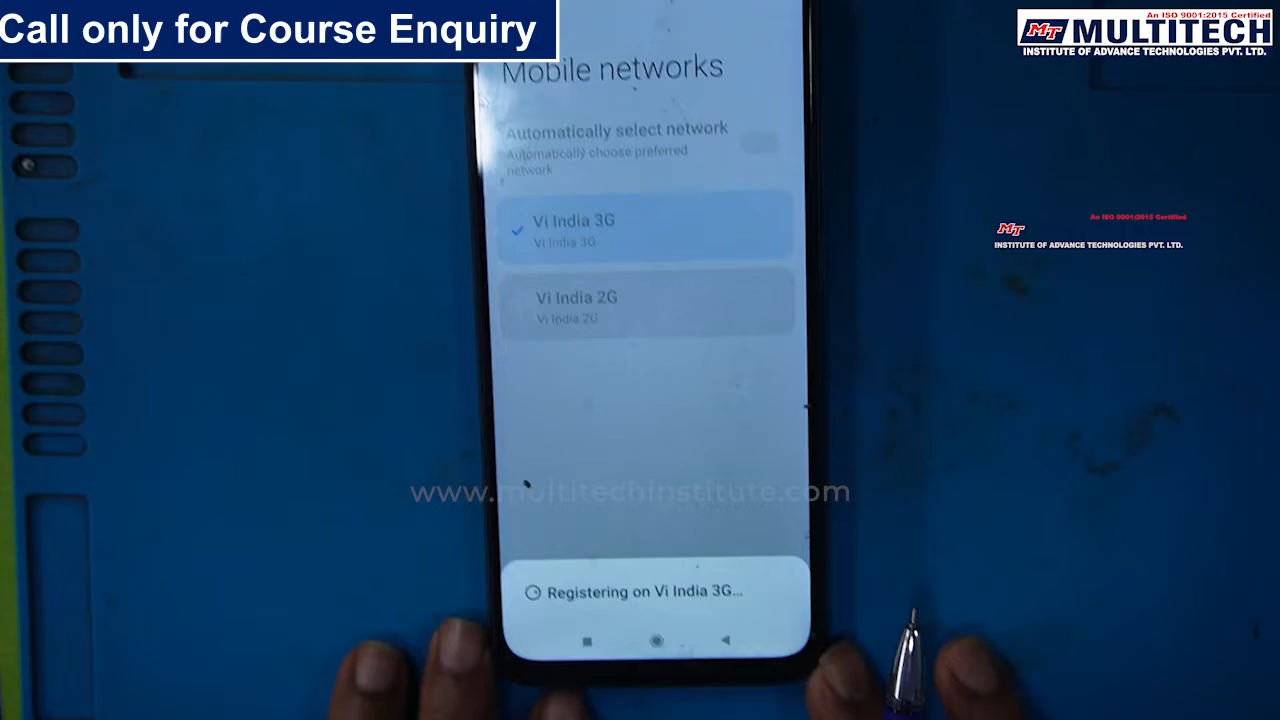 Call only for Course Enquiry
An ISO 9001:2015 Certified
MT MULTITECH
INSTITUTE OF ADVANCE TECHNOLOGIES PVT. LTD.
Mobile networks
Automatically select network
Automatically choose preferred
network
Vi India 3G
Vi India 3G
Vi India 2G
Vi India 2G
An ISO 9001:2015 Certified
MT
INSTITUTE OF ADVANCE TECHNOLOGIES PVT. LTD.
www.multitechinstitute.com
Registering on Vi India 3G...